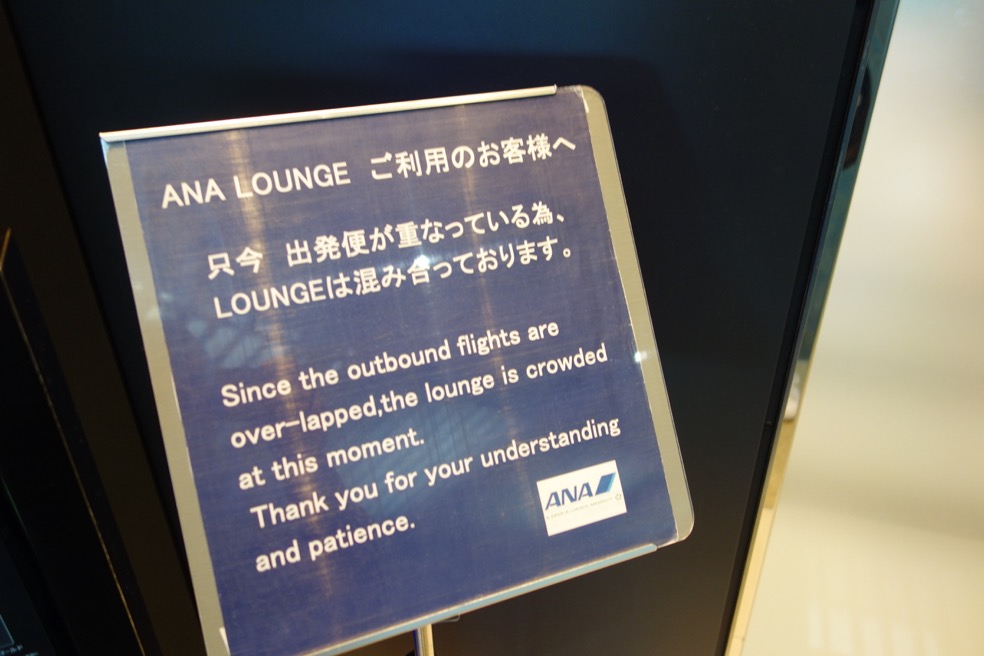 ANA LOUNGE ご利用のお客様へ
只今 出発便が重なっている為、
LOUNGEは混み合っております。
Since the outbound flights are
over-lapped,the lounge is crowded
at this moment.
Thank you for your understanding
and patience.
ANA